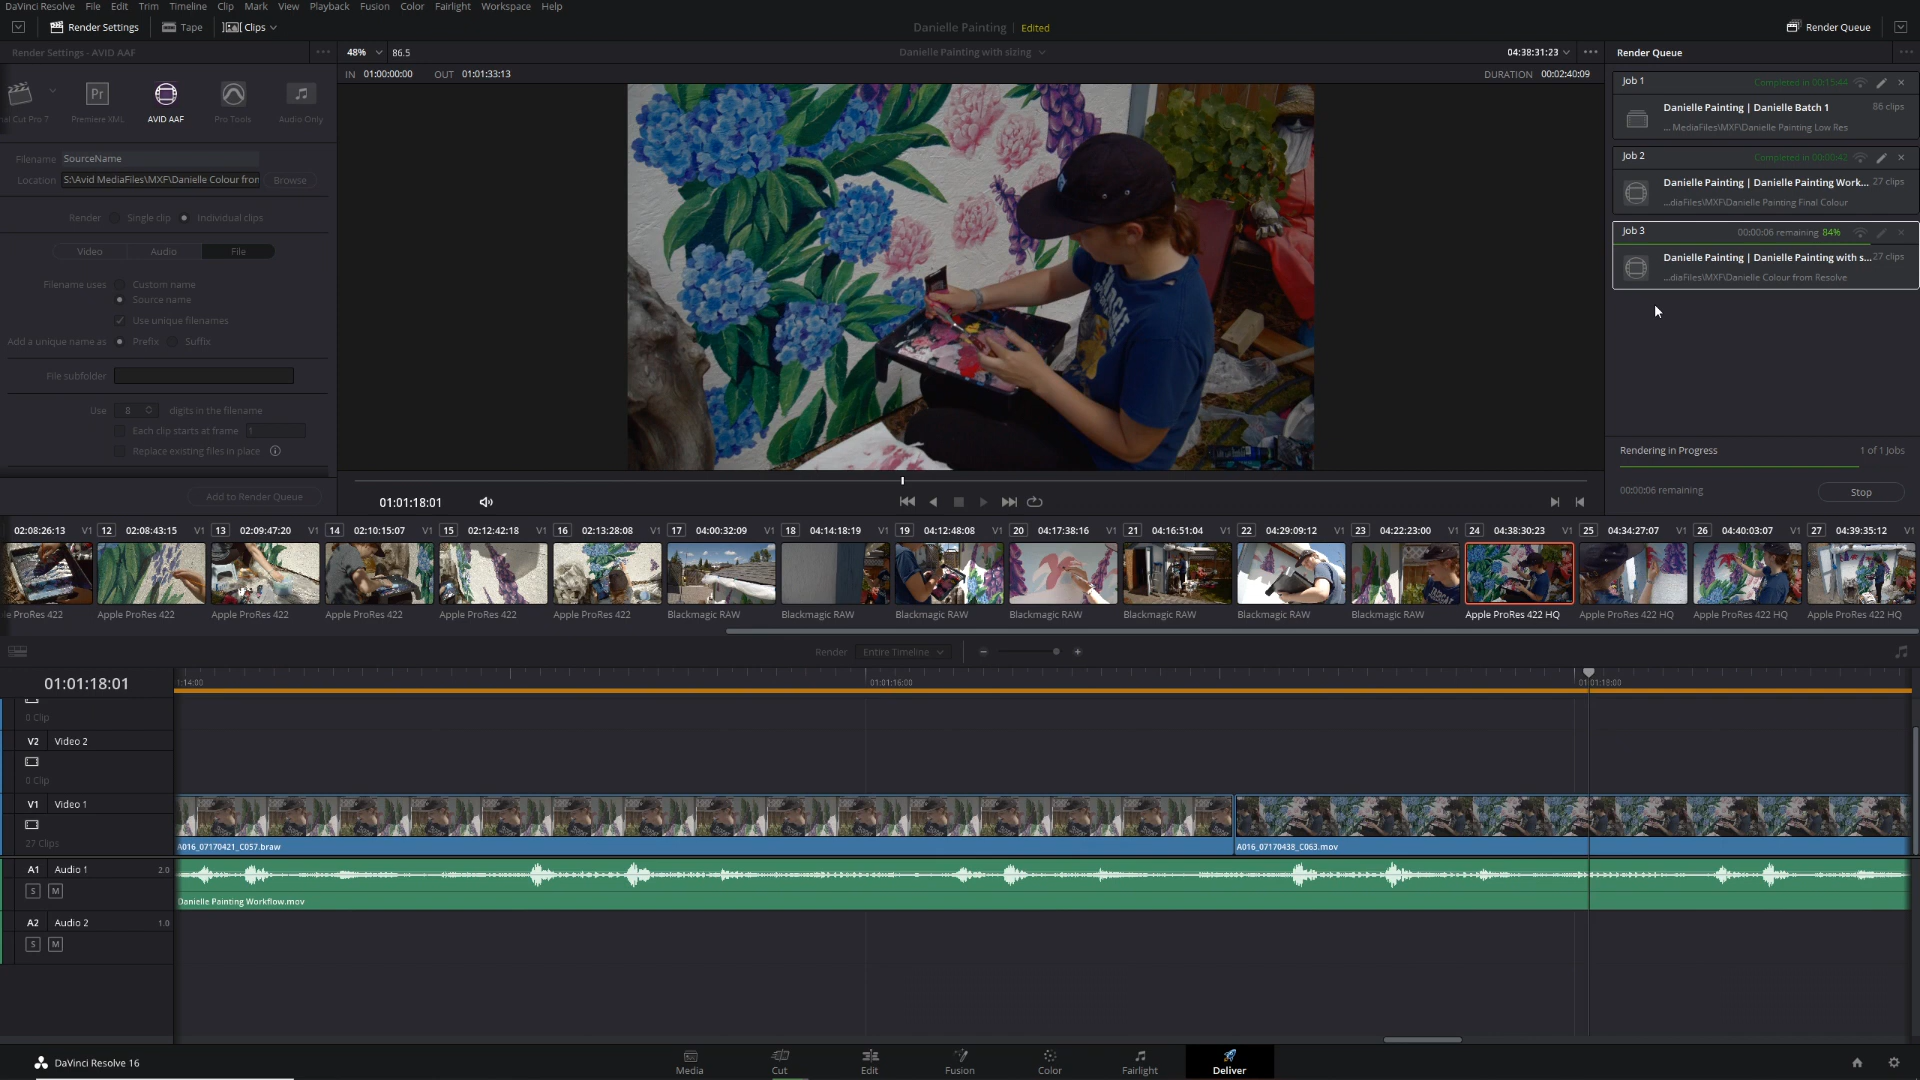 DaVinci Resolve File Edit Trim Timeline Clip Mark View Playback Fusion Color Fairlight Workspace Help
Render Settings Tape Clips Danielle Painting Edited Render Queue
Render Settings - AVID AAF 48% 86.5 Danielle Painting with sizing 04:38:31:23 Render Queue
IN 01:00:00:00 OUT 01:01:33:13 DURATION 00:02:40:09
Job 1 Completed in 00:15:44
Danielle Painting | Danielle Batch 1 86 clips
... MediaFiles\MXF\Danielle Painting Low Res
Job 2 Completed in 00:00:43
Danielle Painting | Danielle Painting Work... 27 clips
...diaFiles\MXF\Danielle Painting Final Colour
Job 3 00:00:06 remaining 84%
Danielle Painting | Danielle Painting with s... 27 clips
...diaFiles\MXF\Danielle Colour from Resolve
Rendering in Progress 1 of 1 Jobs
00:00:06 remaining Stop
Pr
al Cut Pro 7 Premiere XML AVID AAF Pro Tools Audio Only
Filename SourceName
Location S:\Avid MediaFiles\MXF\Danielle Colour fron Browse
Render Single clip Individual clips
Video Audio File
Filename uses Custom name
Source name
Use unique filenames
Add a unique name as Prefix Suffix
File subfolder
Use 8 digits in the filename
Each clip starts at frame 1
Replace existing files in place
Add to Render Queue
01:01:18:01
02:08:26:13 V1 12 02:08:43:15 V1 13 02:09:47:20 V1 14 02:10:15:07 V1 15 02:12:42:18 V1 16 02:13:28:08 V1 17 04:00:32:09 V1 18 04:14:18:19 V1 19 04:12:48:08 V1 20 04:17:38:16 V1 21 04:16:51:04 V1 22 04:29:09:12 V1 23 04:22:23:00 V1 24 04:38:30:23 V1 25 04:34:27:07 V1 26 04:40:03:07 V1 27 04:39:35:12 V1
le ProRes 422 Apple ProRes 422 Apple ProRes 422 Apple ProRes 422 Apple ProRes 422 Apple ProRes 422 Blackmagic RAW Blackmagic RAW Blackmagic RAW Blackmagic RAW Blackmagic RAW Blackmagic RAW Blackmagic RAW Apple ProRes 422 HQ Apple ProRes 422 HQ Apple ProRes 422 HQ Apple ProRes 422 HQ
Render Entire Timeline
01:01:18:01 1:14:00 01:01:16:00 01:01:18:00
0 Clip
V2 Video 2
0 Clip
V1 Video 1
27 Clips
A016_07170421_C057.braw A016_07170438_C063.mov
A1 Audio 1 2.0
S M
Danielle Painting Workflow.mov
A2 Audio 2 1.0
S M
DaVinci Resolve 16 Media Cut Edit Fusion Color Fairlight Deliver